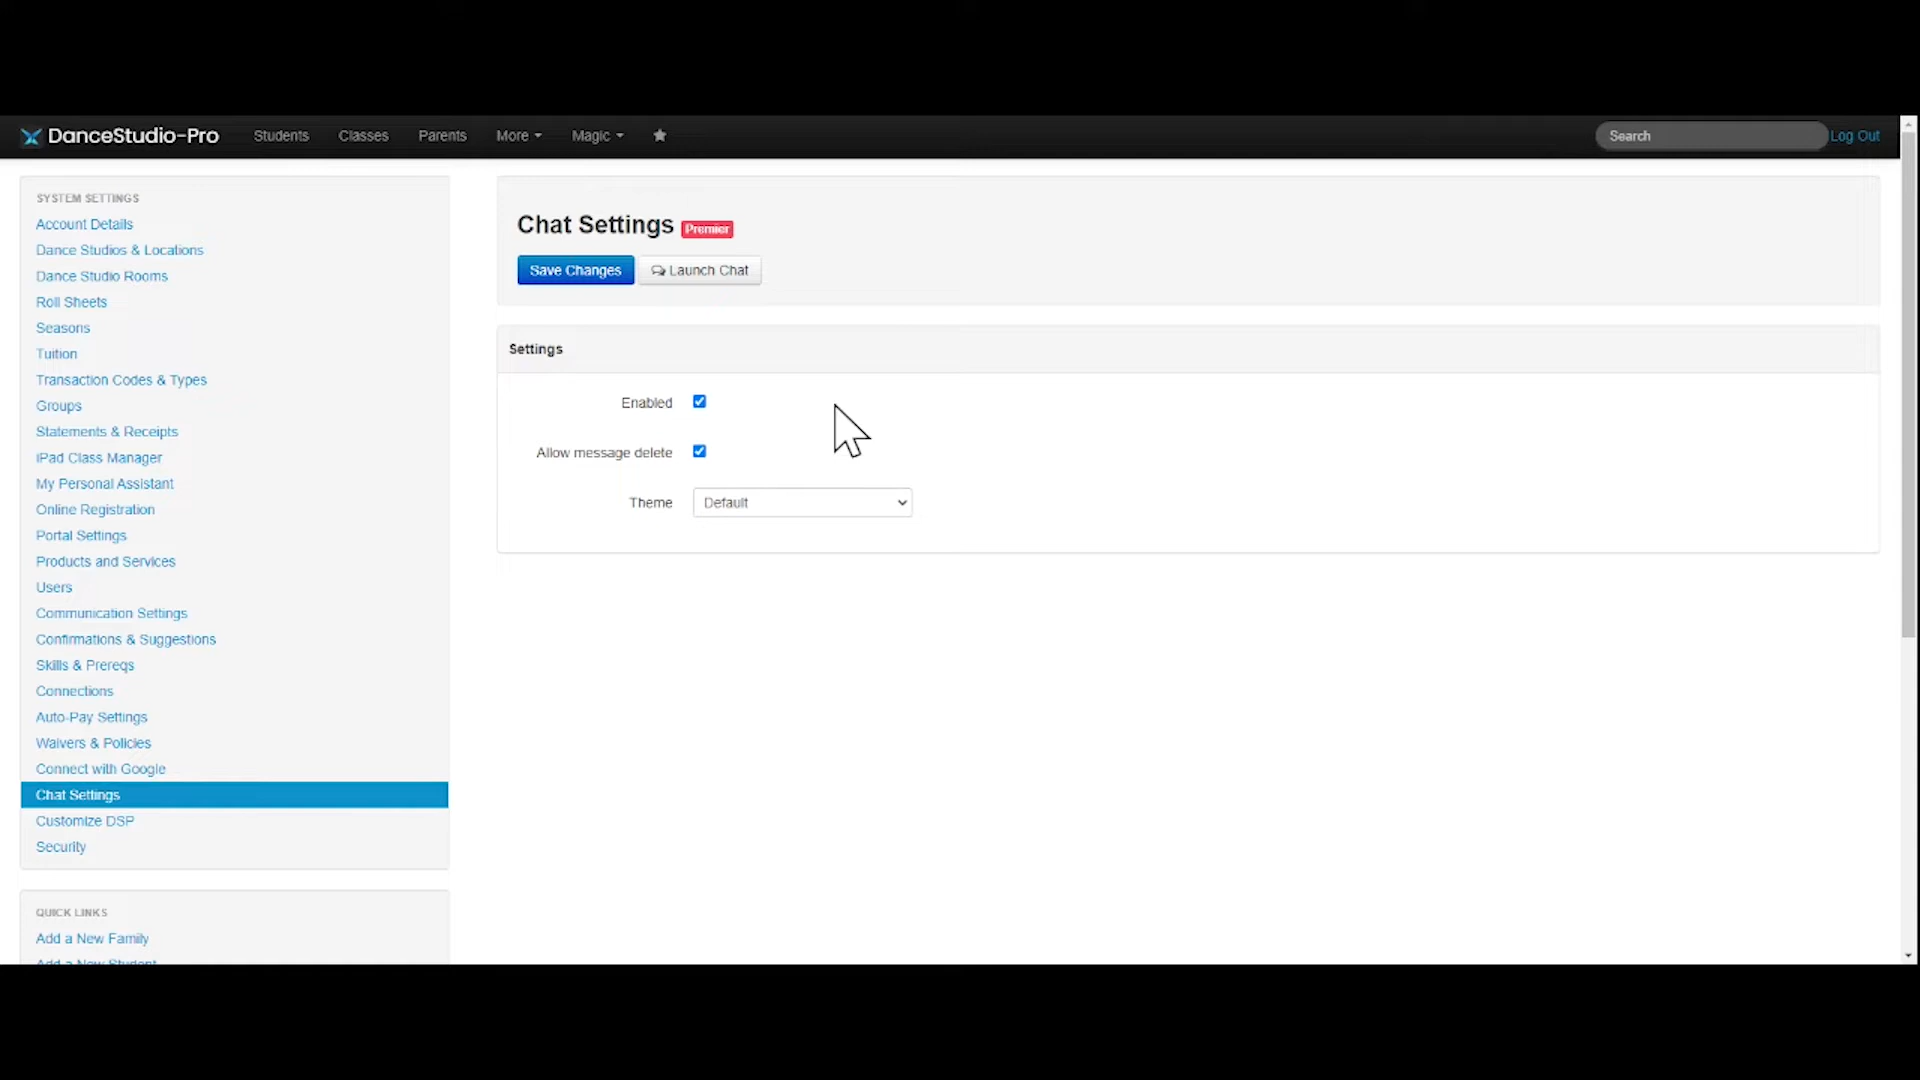 DanceStudio-Pro Students Classes Parents More Magic Search Log Out
SYSTEM SETTINGS
Account Details
Dance Studios & Locations
Dance Studio Rooms
Roll Sheets
Seasons
Tuition
Transaction Codes & Types
Groups
Statements & Receipts
iPad Class Manager
My Personal Assistant
Online Registration
Portal Settings
Products and Services
Users
Communication Settings
Confirmations & Suggestions
Skills & Prereqs
Connections
Auto-Pay Settings
Waivers & Policies
Connect with Google
Chat Settings
Customize DSP
Security
QUICK LINKS
Add a New Family
Add a New Student
Chat Settings Premier
Save Changes Launch Chat
Settings
Enabled
Allow message delete
Theme Default